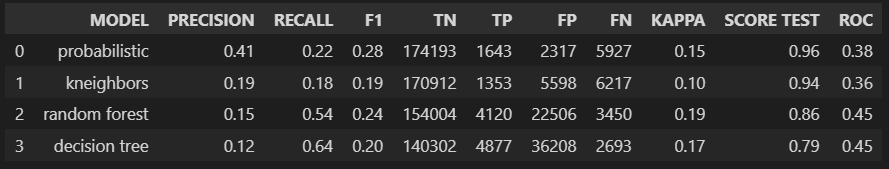 MODEL PRECISION RECALL F1 TN TP FP FN KAPPA SCORE TEST ROC
0 probabilistic 0.41 0.22 0.28 174193 1643 2317 5927 0.15 0.96 0.38
1 kneighbors 0.19 0.18 0.19 170912 1353 5598 6217 0.10 0.94 0.36
2 random forest 0.15 0.54 0.24 154004 4120 22506 3450 0.19 0.86 0.45
3 decision tree 0.12 0.64 0.20 140302 4877 36208 2693 0.17 0.79 0.45